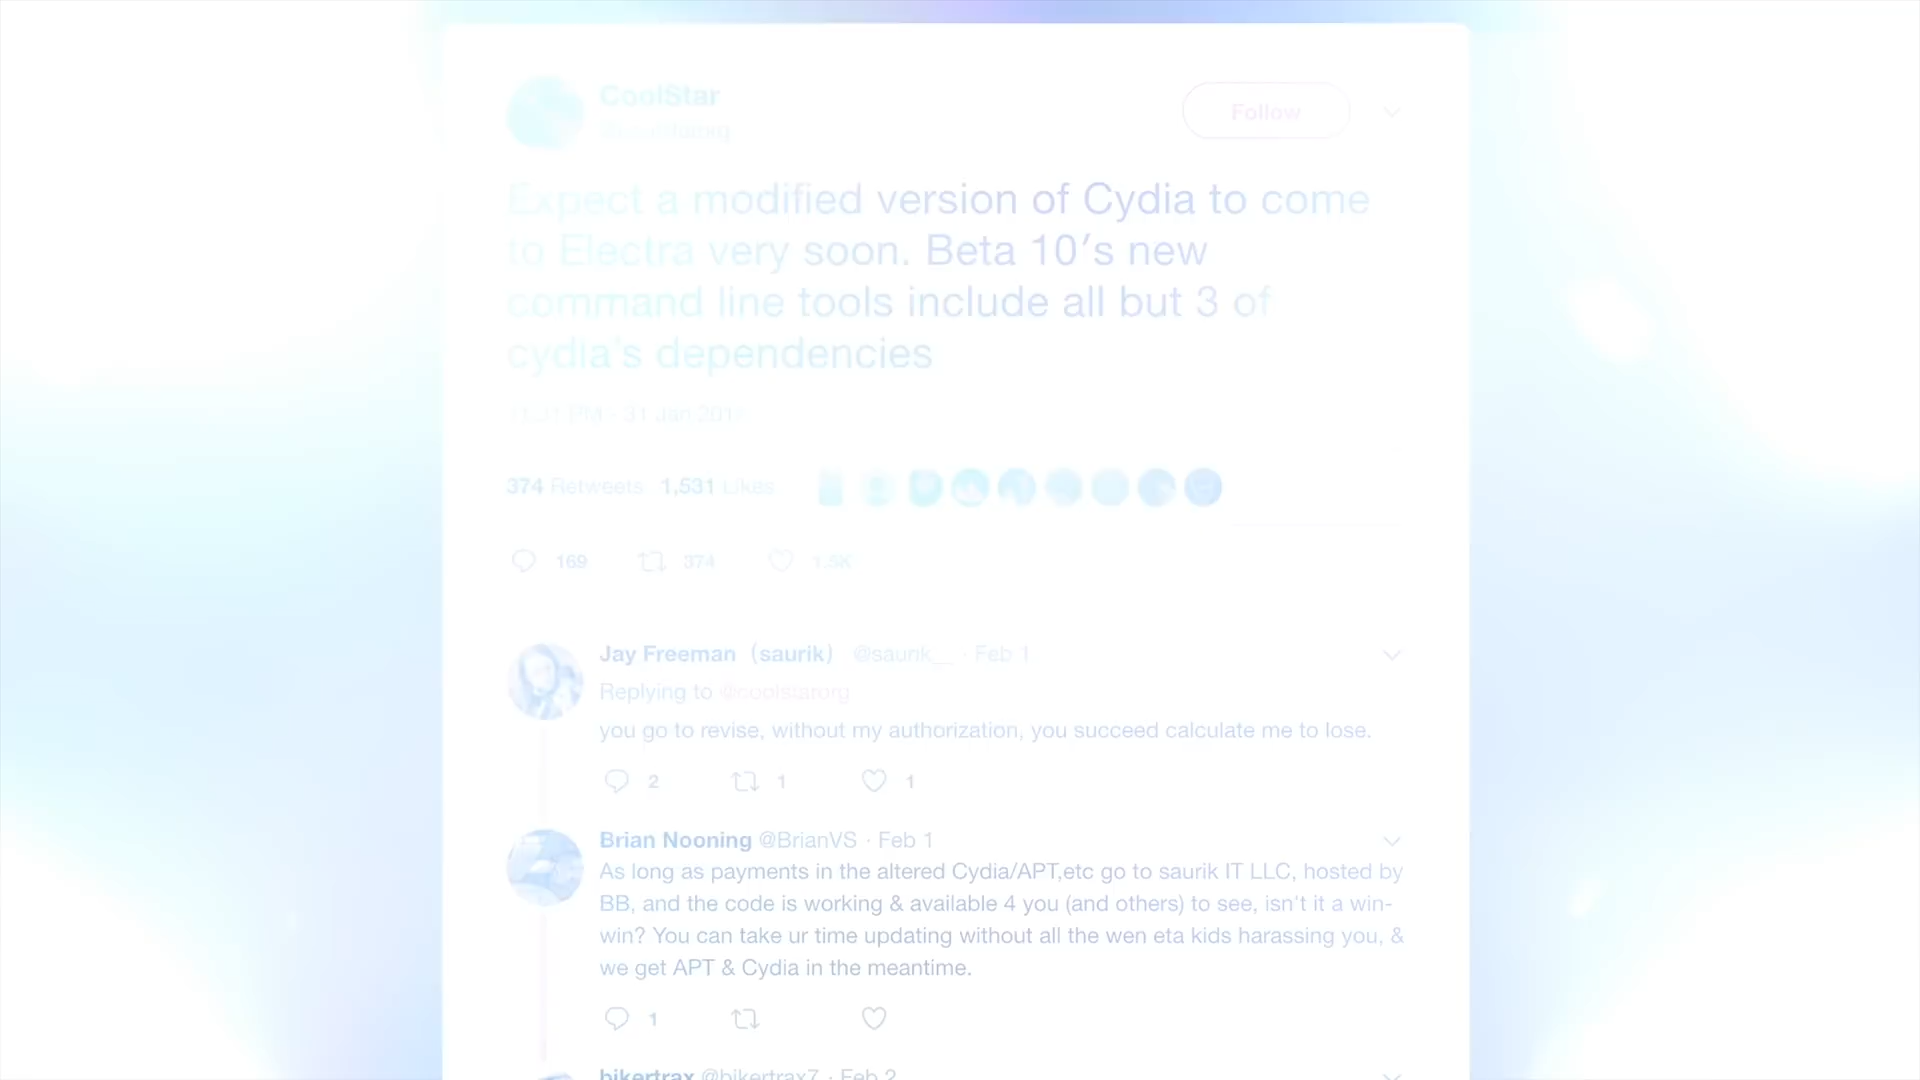 CoolStar
Follow
Expect a modified version of Cydia to come
to Electra very soon. Beta 10′s new
command line tools include all but 3 of
cydia's dependencies
PM - 31 Jan
374 Retweets 1,531 Likes
169 374 1.5K
Jay Freeman（saurik） @saurik__ · Feb 1
Replying to @coolstarorg
you go to revise, without my authorization, you succeed calculate me to lose.
2 1 1
Brian Nooning @BrianVS · Feb 1
As long as payments in the altered Cydia/APT,etc go to saurik IT LLC, hosted by
BB, and the code is working & available 4 you (and others) to see, isn't it a win-
win? You can take ur time updating without all the wen eta kids harassing you, &
we get APT & Cydia in the meantime.
1
bikertrax @bikertrax7 · Feb 2